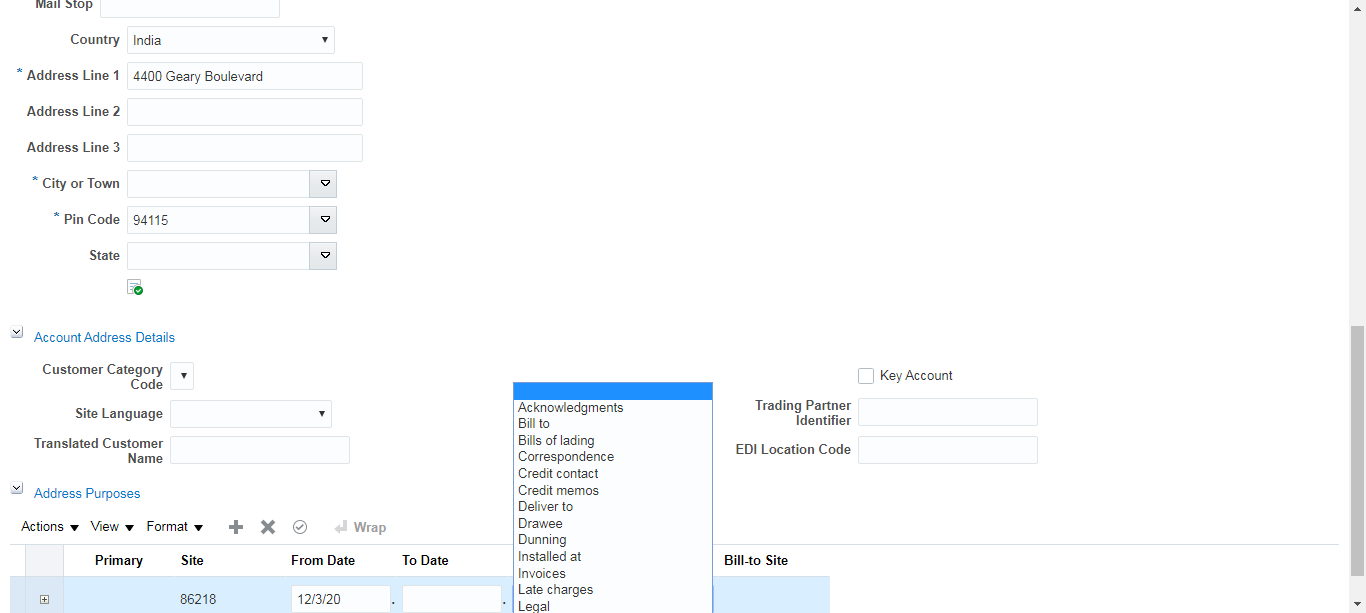 Mail Stop
Country India
* Address Line 1 4400 Geary Boulevard
Address Line 2
Address Line 3
* City or Town
* Pin Code 94115
State
Account Address Details
Customer Category Code
Site Language
Translated Customer Name
Key Account
Trading Partner Identifier
EDI Location Code
Address Purposes
Actions View Format Wrap
Primary Site From Date To Date Bill-to Site
86218 12/3/20
Acknowledgments
Bill to
Bills of lading
Correspondence
Credit contact
Credit memos
Deliver to
Drawee
Dunning
Installed at
Invoices
Late charges
Legal